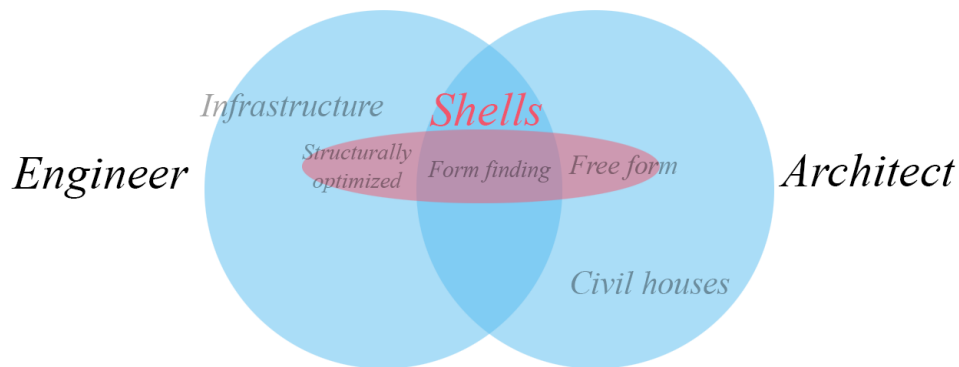 Infrastructure
Shells
Structurally
optimized
Form finding
Free form
Engineer
Architect
Civil houses